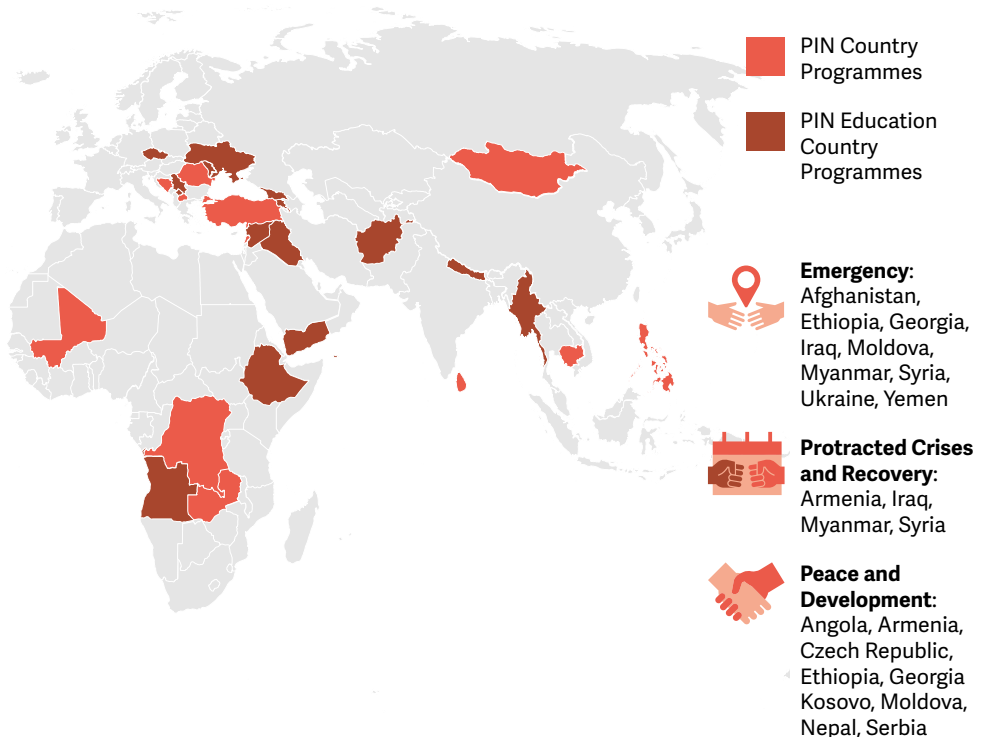 PIN Country
Programmes
PIN Education
Country
Programmes
Emergency:
Afghanistan,
Ethiopia, Georgia,
Iraq, Moldova,
Myanmar, Syria,
Ukraine, Yemen
Protracted Crises
and Recovery:
Armenia, Iraq,
Myanmar, Syria
Peace and
Development:
Angola, Armenia,
Czech Republic,
Ethiopia, Georgia
Kosovo, Moldova,
Nepal, Serbia